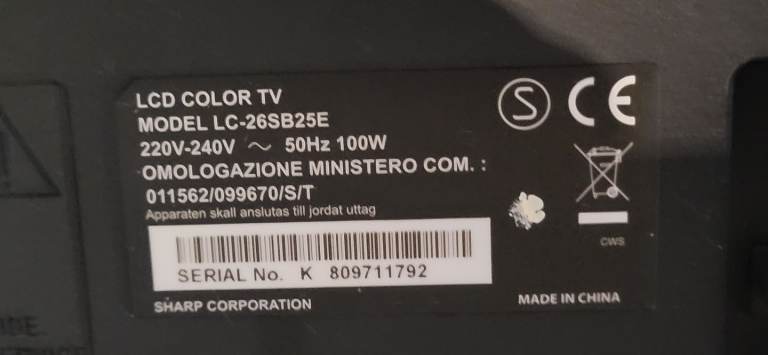 LCD COLOR TV
MODEL LC-26SB25E
220V-240V ~ 50Hz 100W
OMOLOGAZIONE MINISTERO COM. :
011562/099670/S/T
Apparaten skall anslutas till jordat uttag
SERIAL No. K 809711792
SHARP CORPORATION
MADE IN CHINA
S CE
CWS